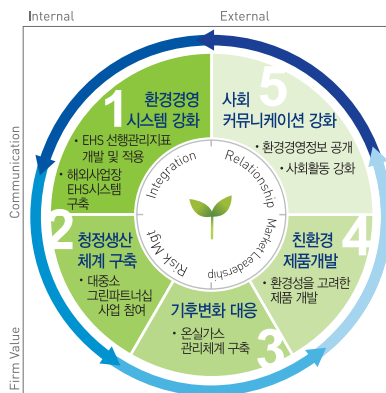 Internal
External
Communication
Firm Value
1
환경경영
시스템 강화
• EHS 선행관리지표
개발 및 적용
• 해외사업장
EHS시스템
구축
5
사회
커뮤니케이션 강화
• 환경경영정보 공개
• 사회활동 강화
Integration
Relationship
Risk Mgt
Market Leadership
2
청정생산
체계 구축
• 대중소
그린파트너십
사업 참여
4
친환경
제품개발
• 환경성을 고려한
제품 개발
기후변화 대응
• 온실가스
관리체계 구축
3